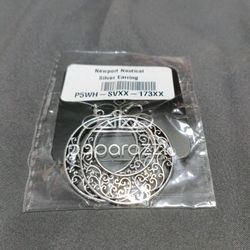 Newport Nautical
Silver Earring
P5WH-SVXX-173XX
paparazzi